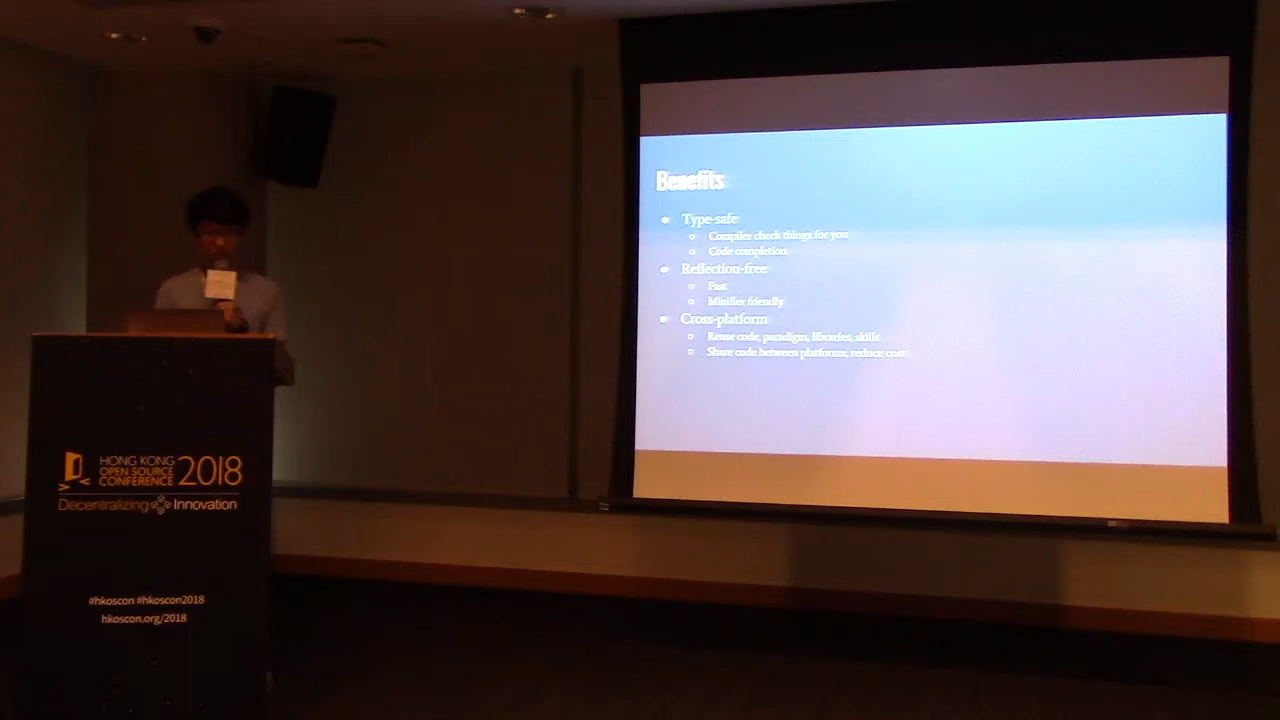 Benefits
Type-safe
Compiler check things for you
Code completion
Reflection-free
Fast
Minifier friendly
Cross-platform
Reuse code, paradigm, libraries, skills
Share code between platforms, reduce cost
HONG KONG
OPEN SOURCE
CONFERENCE 2018
Decentralizing Innovation
#hkoscon #hkoscon2018
hkoscon.org/2018